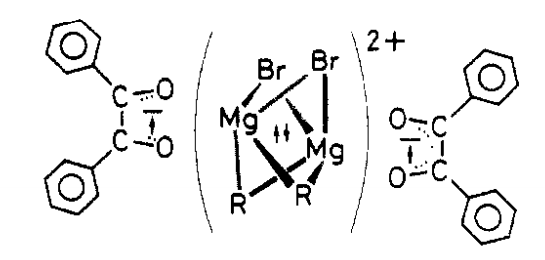 2+
Br Br
C O Mg O C
C O Mg O C
R R